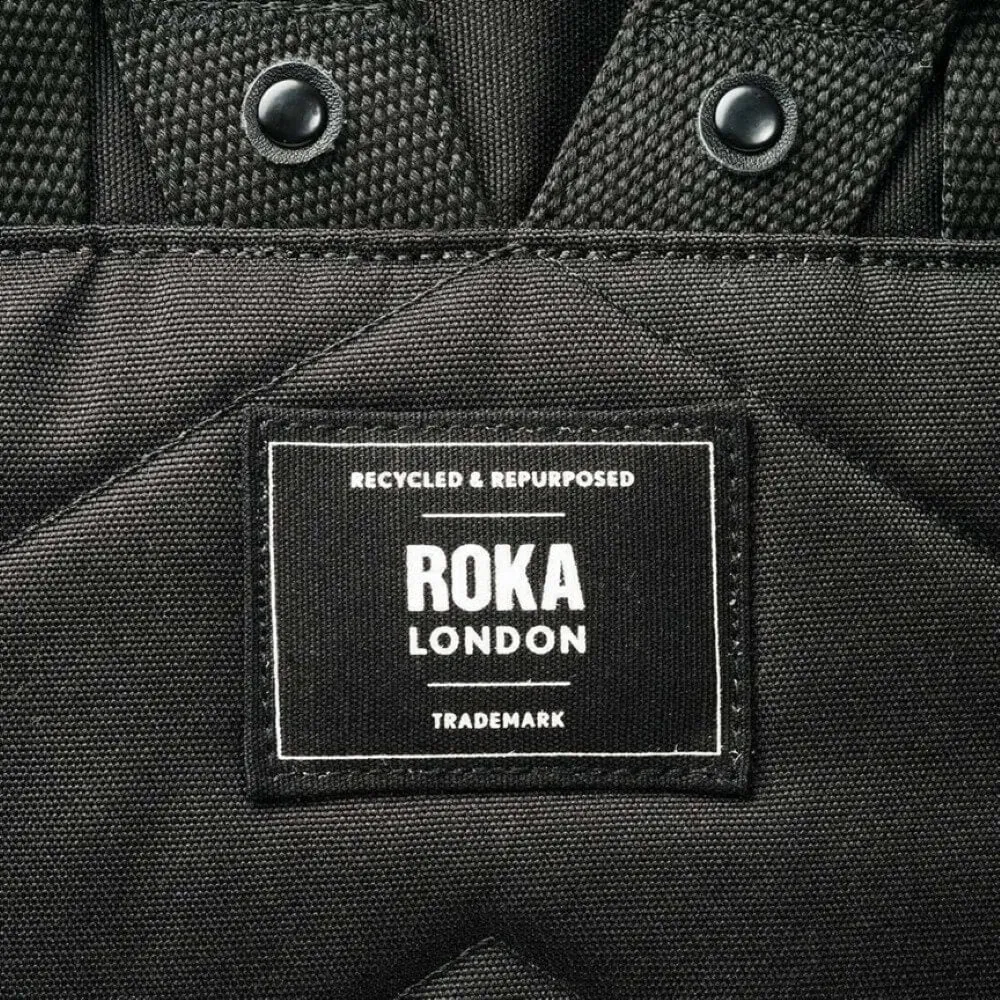 RECYCLED & REPURPOSED
ROKA
LONDON
TRADEMARK